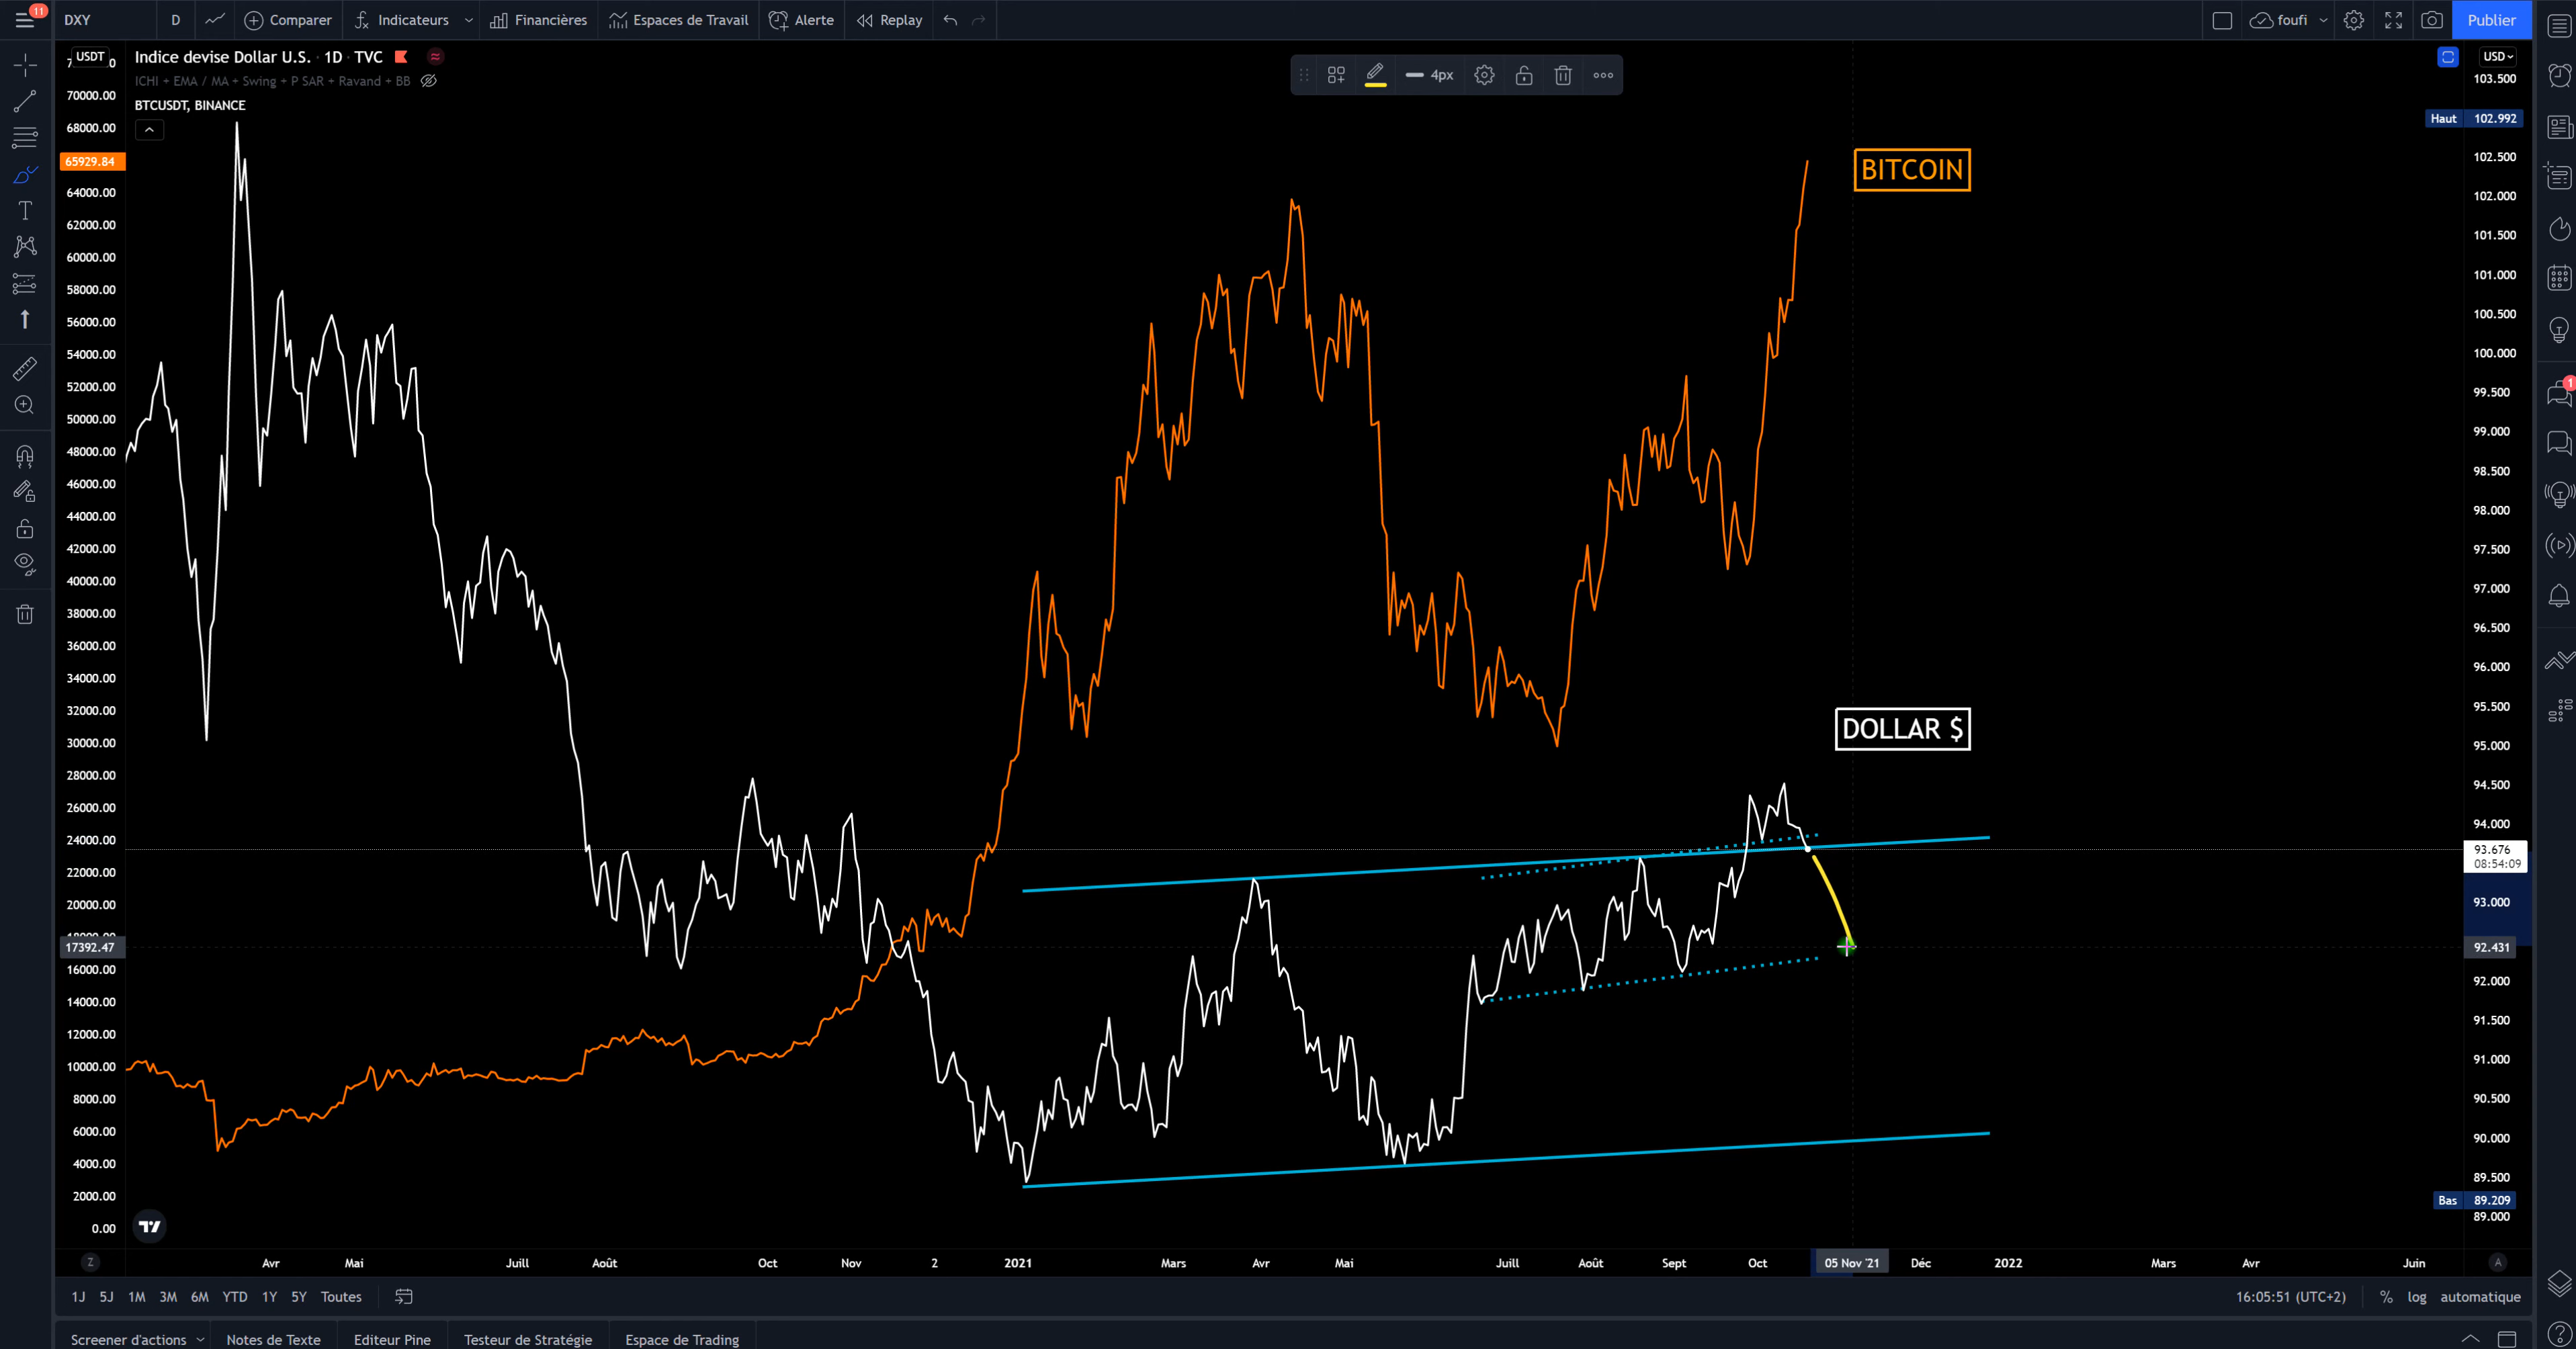 11
DXY
D
Comparer
Indicateurs
Financières
Espaces de Travail
Alerte
Replay
foufi
Publier
USDT
Indice devise Dollar U.S. · 1D · TVC
ICHI + EMA / MA + Swing + P SAR + Ravand + BB
BTCUSDT, BINANCE
4px
USD
70000.00
68000.00
65929.84
64000.00
62000.00
60000.00
58000.00
56000.00
54000.00
52000.00
50000.00
48000.00
46000.00
44000.00
42000.00
40000.00
38000.00
36000.00
34000.00
32000.00
30000.00
28000.00
26000.00
24000.00
22000.00
20000.00
17392.47
16000.00
14000.00
12000.00
10000.00
8000.00
6000.00
4000.00
2000.00
0.00
BITCOIN
DOLLAR $
103.500
Haut 102.992
102.500
102.000
101.500
101.000
100.500
100.000
99.500
99.000
98.500
98.000
97.500
97.000
96.500
96.000
95.500
95.000
94.500
94.000
93.676
08:54:09
93.000
92.431
92.000
91.500
91.000
90.500
90.000
89.500
Bas 89.209
89.000
1
Z
Avr
Mai
Juill
Août
Oct
Nov
2
2021
Mars
Avr
Mai
Juill
Août
Sept
Oct
05 Nov '21
Déc
2022
Mars
Avr
Juin
A
1J 5J 1M 3M 6M YTD 1Y 5Y Toutes
16:05:51 (UTC+2)
% log automatique
Screener d'actions
Notes de Texte
Editeur Pine
Testeur de Stratégie
Espace de Trading